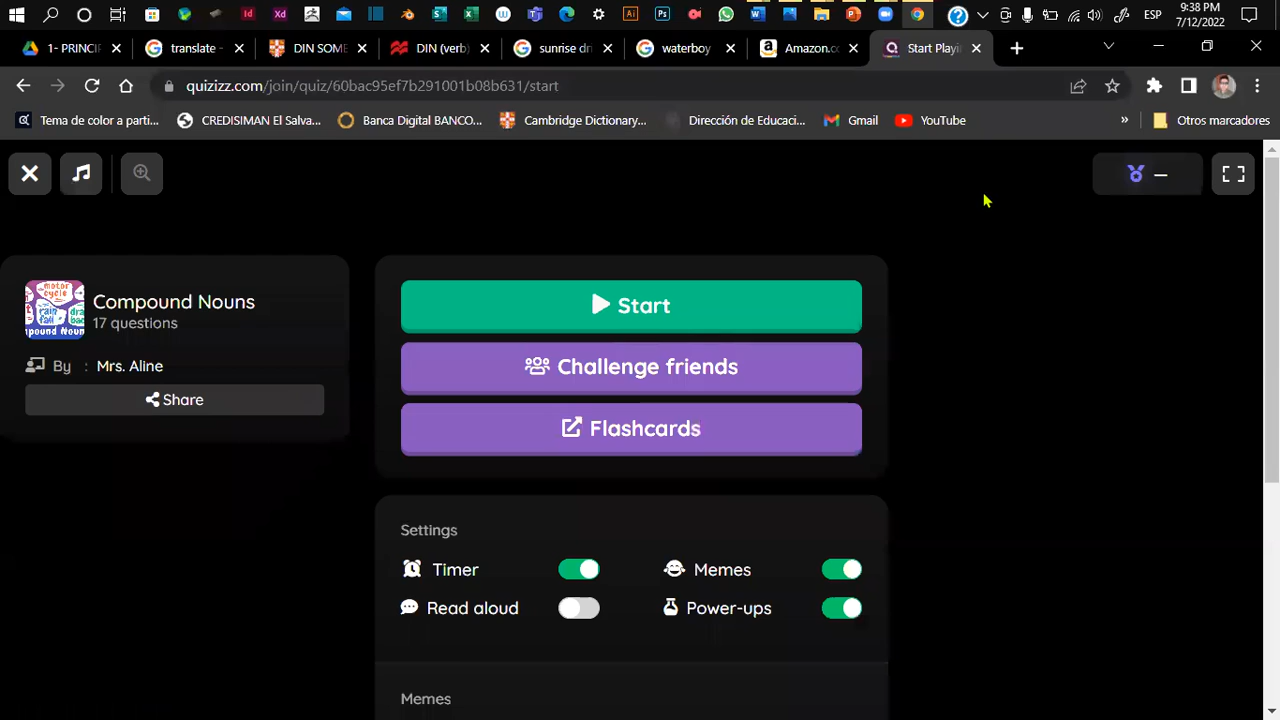 9:38 PM
ESP
7/12/2022
1- PRINCIP
translate -
DIN SOME
DIN (verb)
sunrise dri
waterboy
Amazon.co
Start Playi
quizizz.com/join/quiz/60bac95ef7b291001b08b631/start
Tema de color a parti...
CREDISIMAN El Salva...
Banca Digital BANCO...
Cambridge Dictionary...
Dirección de Educaci...
Gmail
YouTube
»
Otros marcadores
–
Compound Nouns
17 questions
By : Mrs. Aline
Share
Start
Challenge friends
Flashcards
Settings
Timer
Memes
Read aloud
Power-ups
Memes